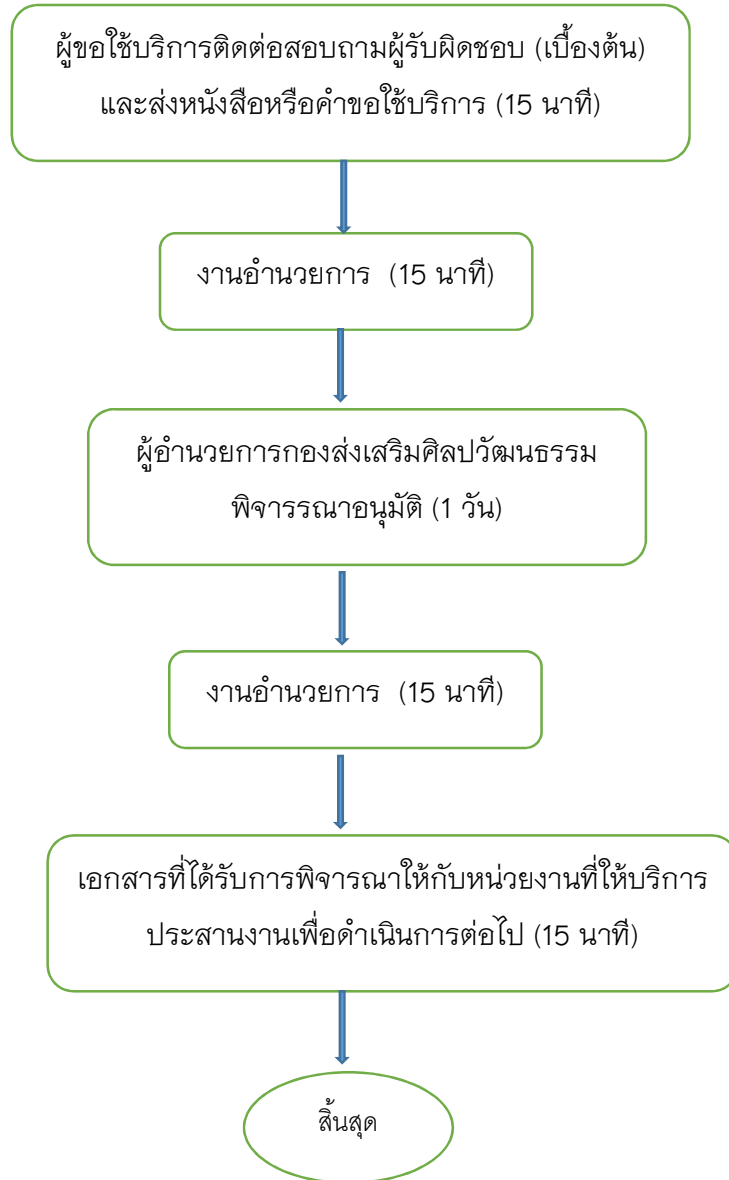 ผู้ขอใช้บริการติดต่อสอบถามผู้รับผิดชอบ (เบื้องต้น)
และส่งหนังสือหรือคำขอใช้บริการ (15 นาที)
งานอำนวยการ (15 นาที)
ผู้อำนวยการกองส่งเสริมศิลปวัฒนธรรม
พิจารรณาอนุมัติ (1 วัน)
งานอำนวยการ (15 นาที)
เอกสารที่ได้รับการพิจารณาให้กับหน่วยงานที่ให้บริการ
ประสานงานเพื่อดำเนินการต่อไป (15 นาที)
สิ้นสุด